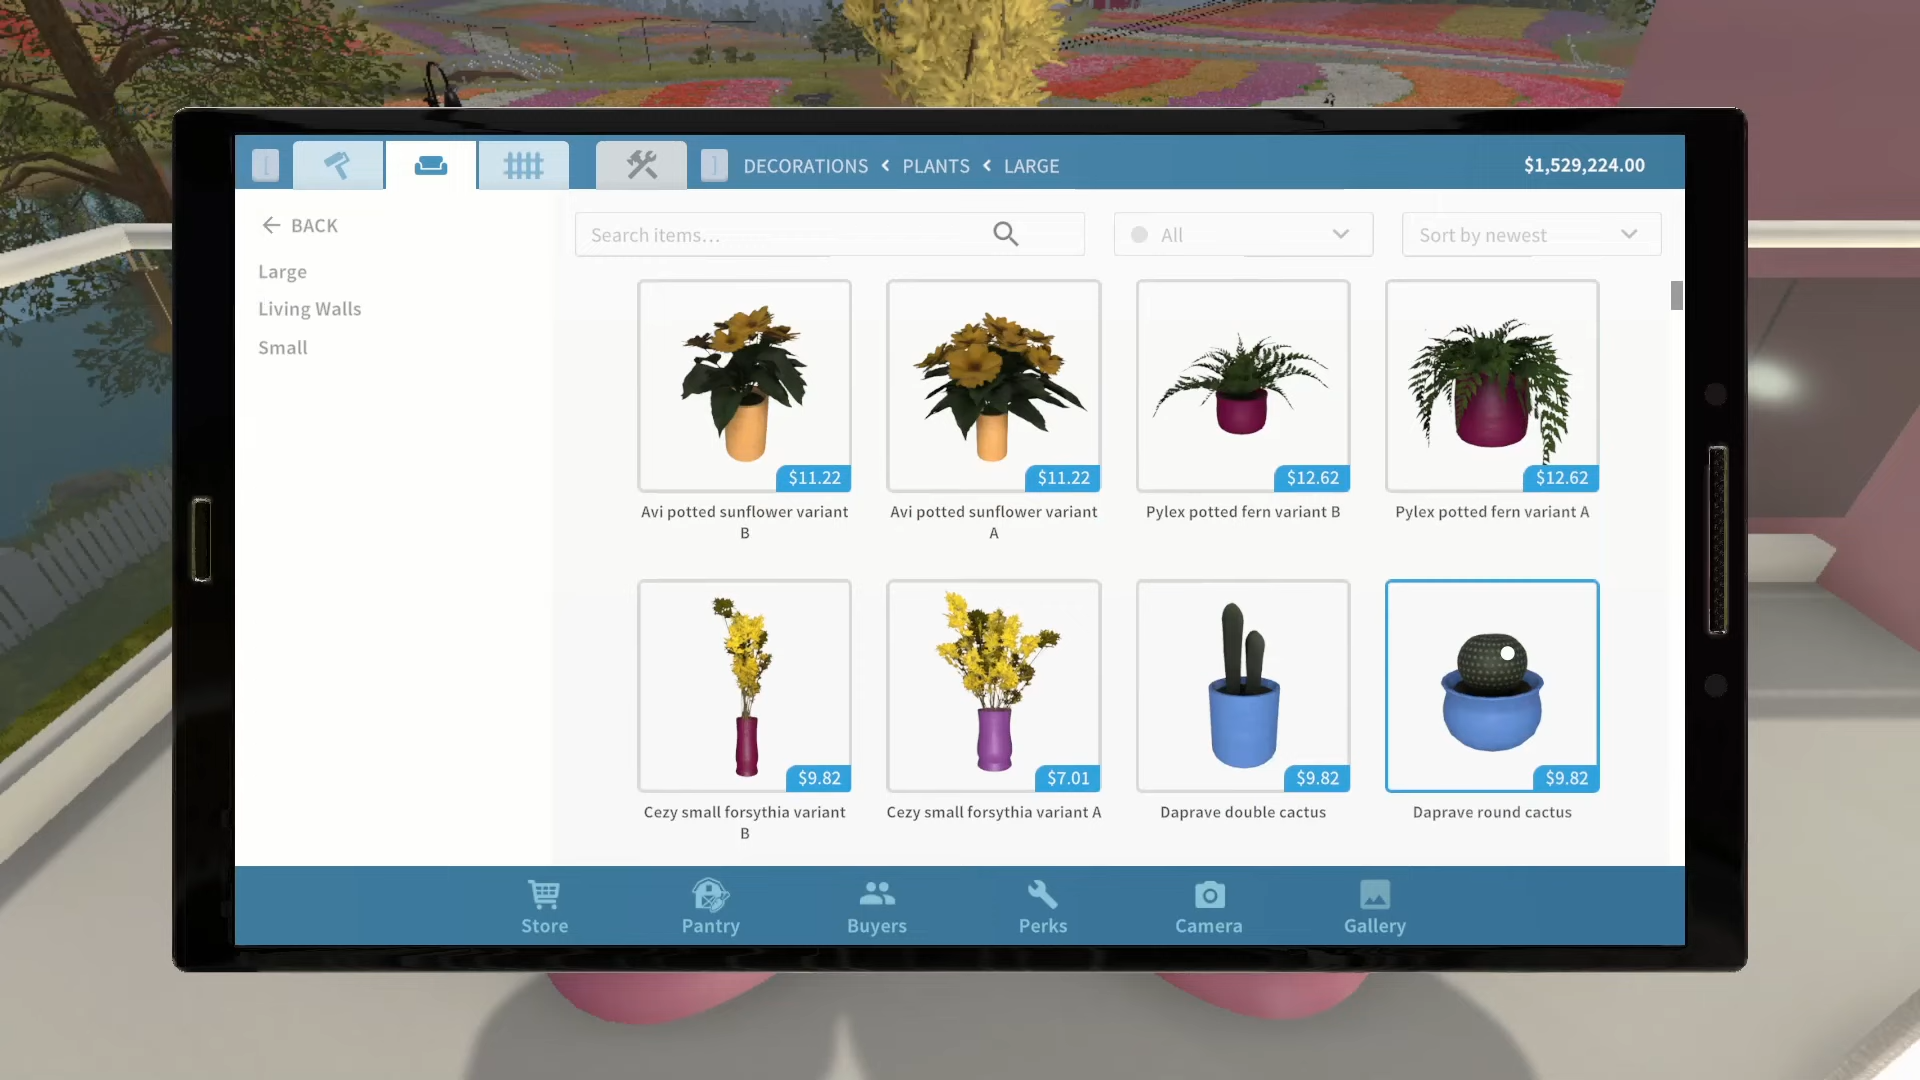 [
]
DECORATIONS < PLANTS < LARGE
$1,529,224.00
BACK
Large
Living Walls
Small
Search items...
All
Sort by newest
$11.22
$11.22
$12.62
$12.62
Avi potted sunflower variant
B
Avi potted sunflower variant
A
Pylex potted fern variant B
Pylex potted fern variant A
$9.82
$7.01
$9.82
$9.82
Cezy small forsythia variant
B
Cezy small forsythia variant A
Daprave double cactus
Daprave round cactus
Store
Pantry
Buyers
Perks
Camera
Gallery